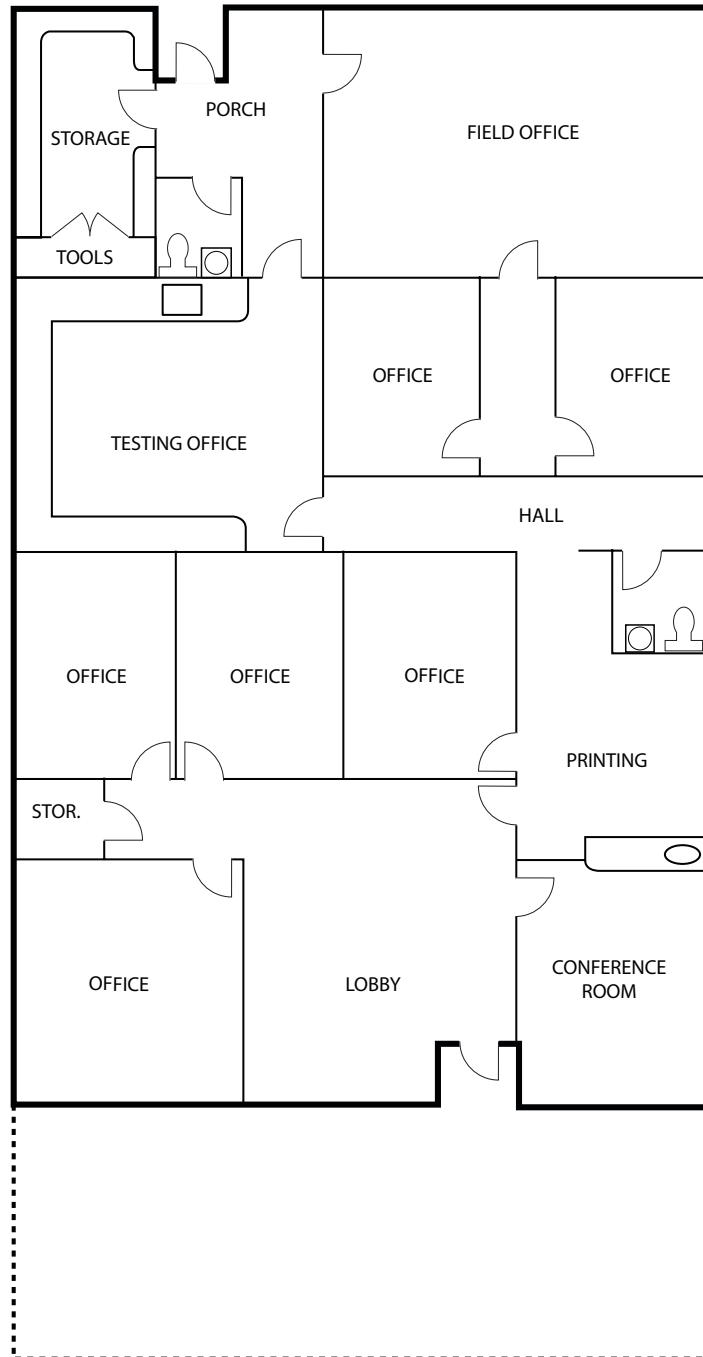 PORCH
FIELD OFFICE
STORAGE
TOOLS
OFFICE
OFFICE
TESTING OFFICE
HALL
OFFICE
OFFICE
OFFICE
PRINTING
STOR.
OFFICE
LOBBY
CONFERENCE
ROOM